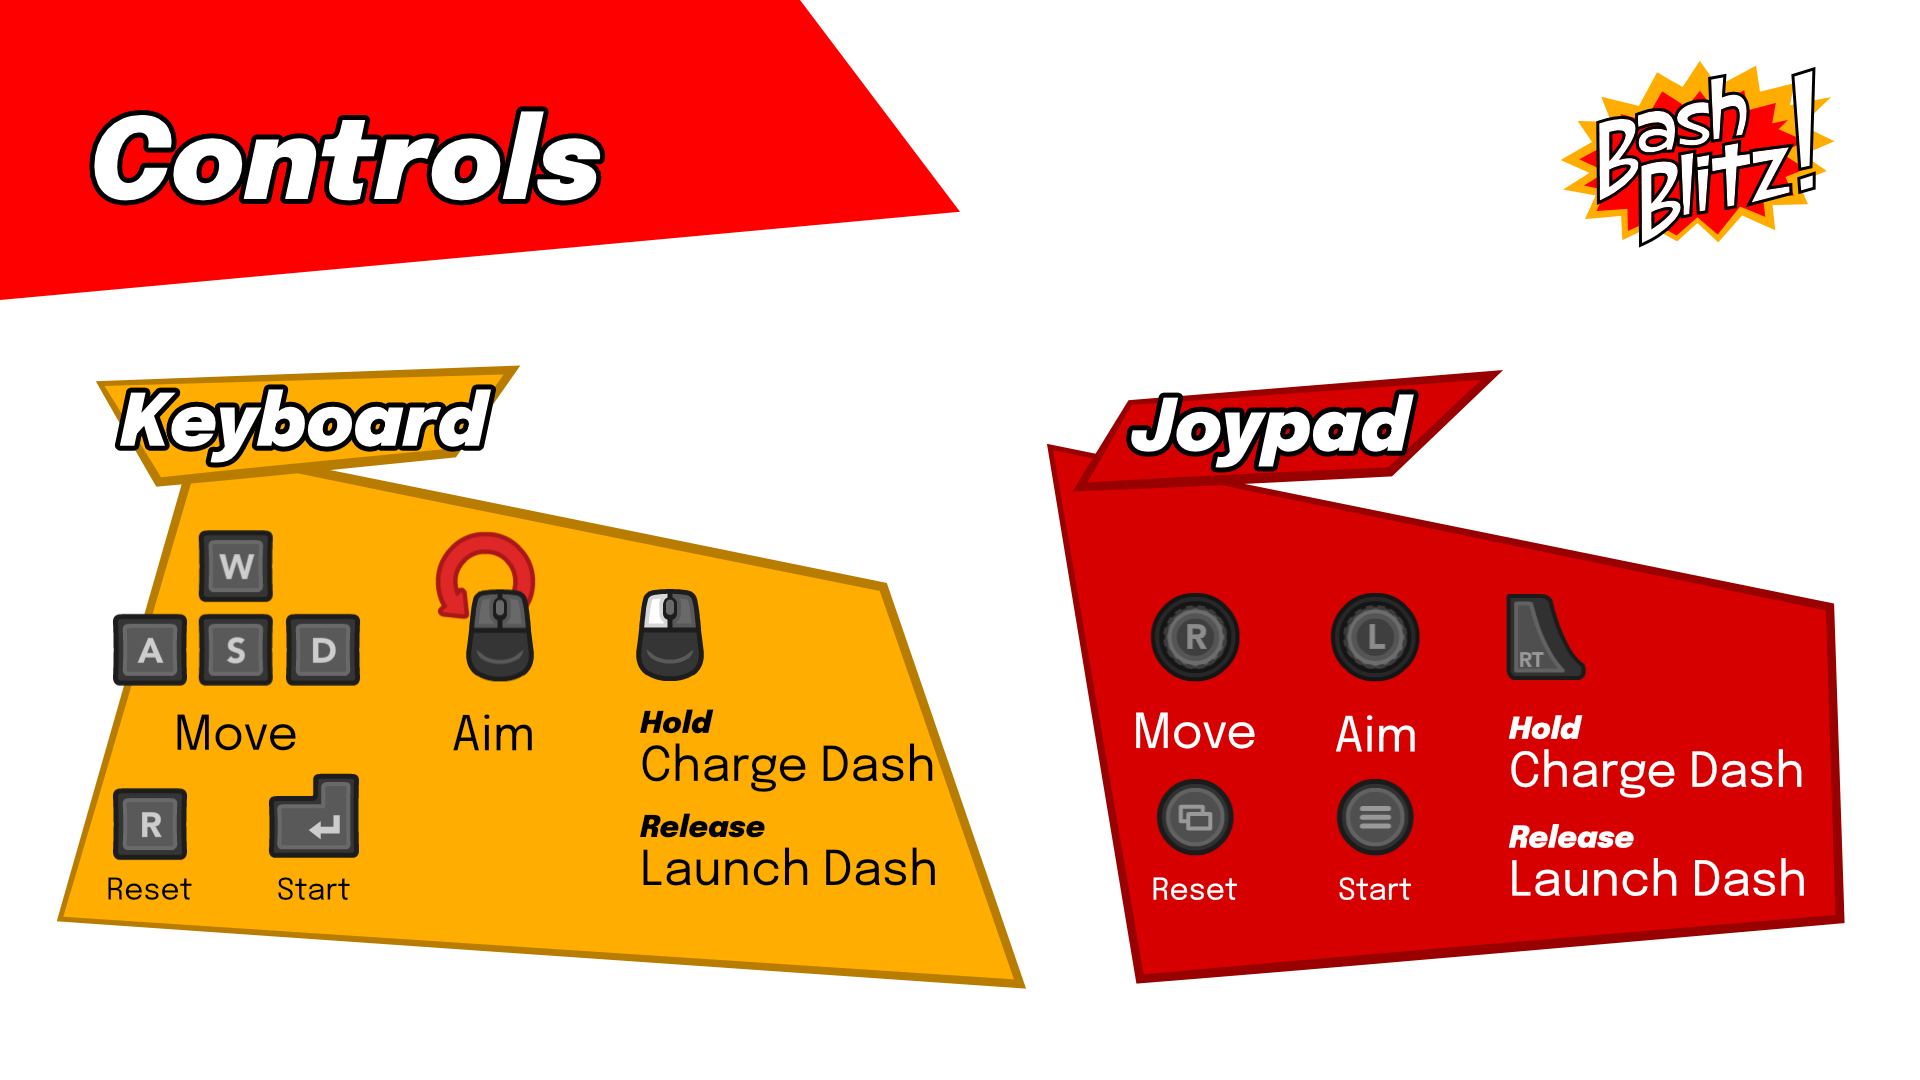 Controls
Bash
Blitz!
Keyboard
W
A S D
Move
Aim
Hold
Charge Dash
Release
Launch Dash
R
Reset
Start
Joypad
R
L
RT
Move
Aim
Hold
Charge Dash
Release
Launch Dash
Reset
Start